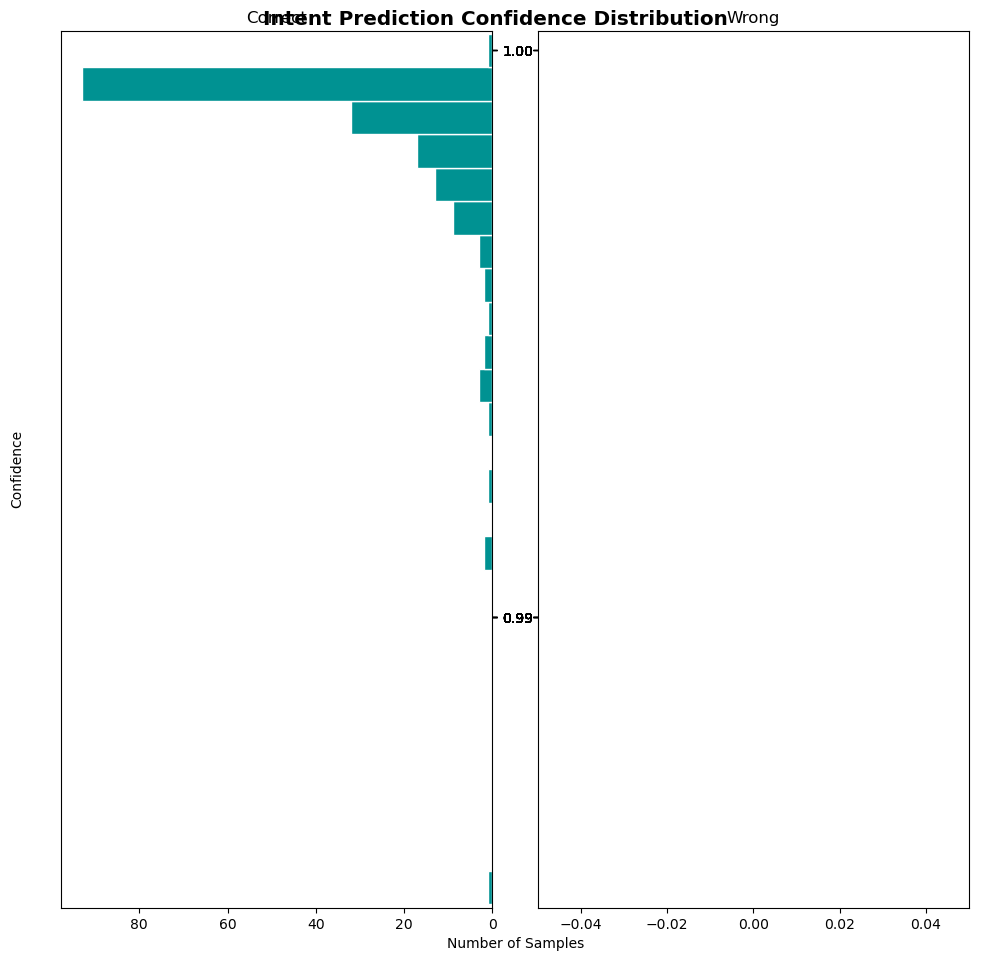 Intent Prediction Confidence Distribution
Correct
Wrong
1.00
0.99
Confidence
80 60 40 20 0
−0.04 −0.02 0.00 0.02 0.04
Number of Samples